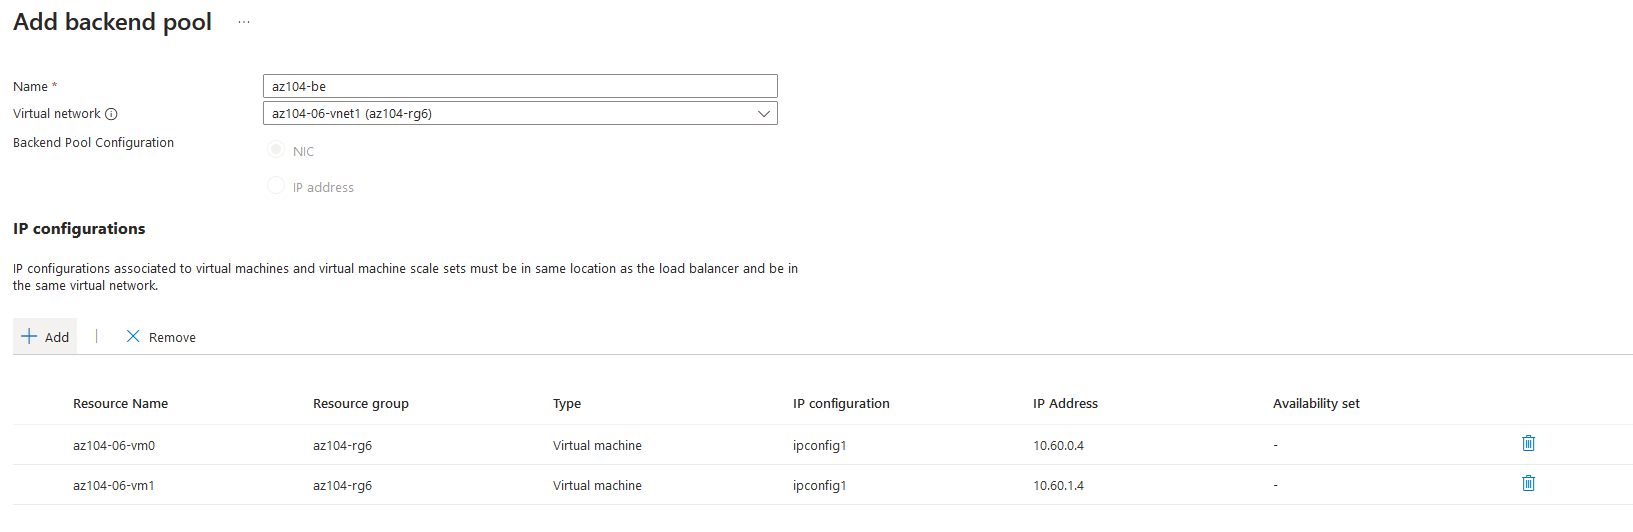 Add backend pool ...
Name *
az104-be
Virtual network
az104-06-vnet1 (az104-rg6)
Backend Pool Configuration
NIC
IP address
IP configurations
IP configurations associated to virtual machines and virtual machine scale sets must be in same location as the load balancer and be in
the same virtual network.
Add | Remove
Resource Name Resource group Type IP configuration IP Address Availability set
az104-06-vm0 az104-rg6 Virtual machine ipconfig1 10.60.0.4 -
az104-06-vm1 az104-rg6 Virtual machine ipconfig1 10.60.1.4 -